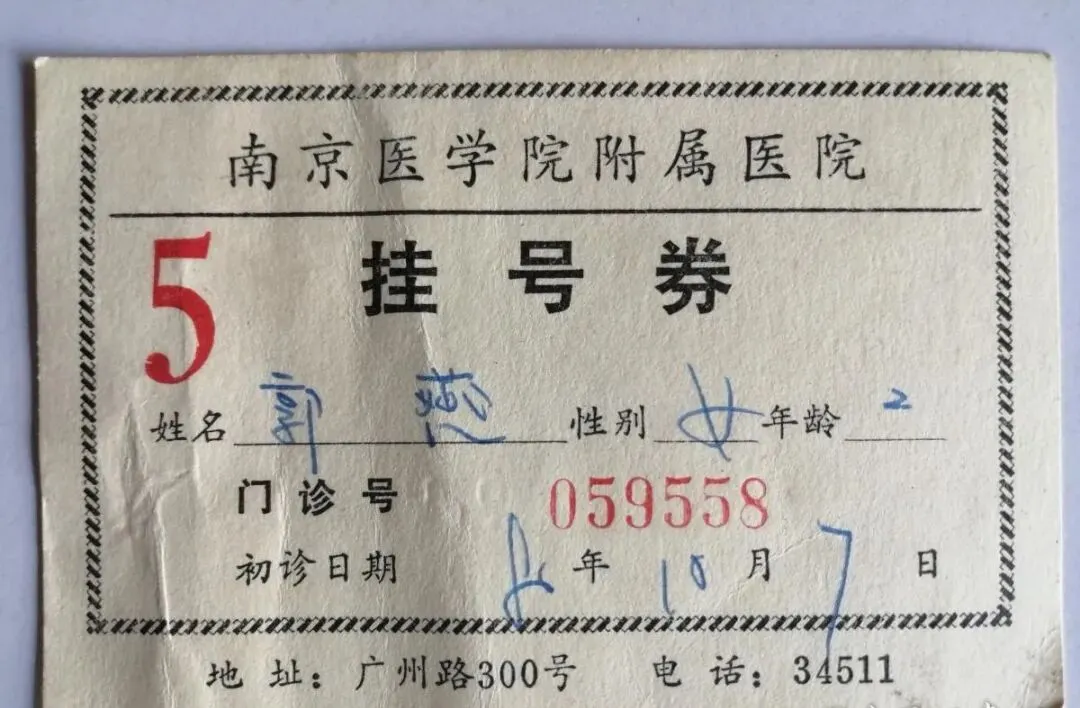 南京医学院附属医院
5 挂号券
姓名 郭 性别 女 年龄 2
门诊号 059558
初诊日期 年 10 月 7 日
地址：广州路300号 电话：34511